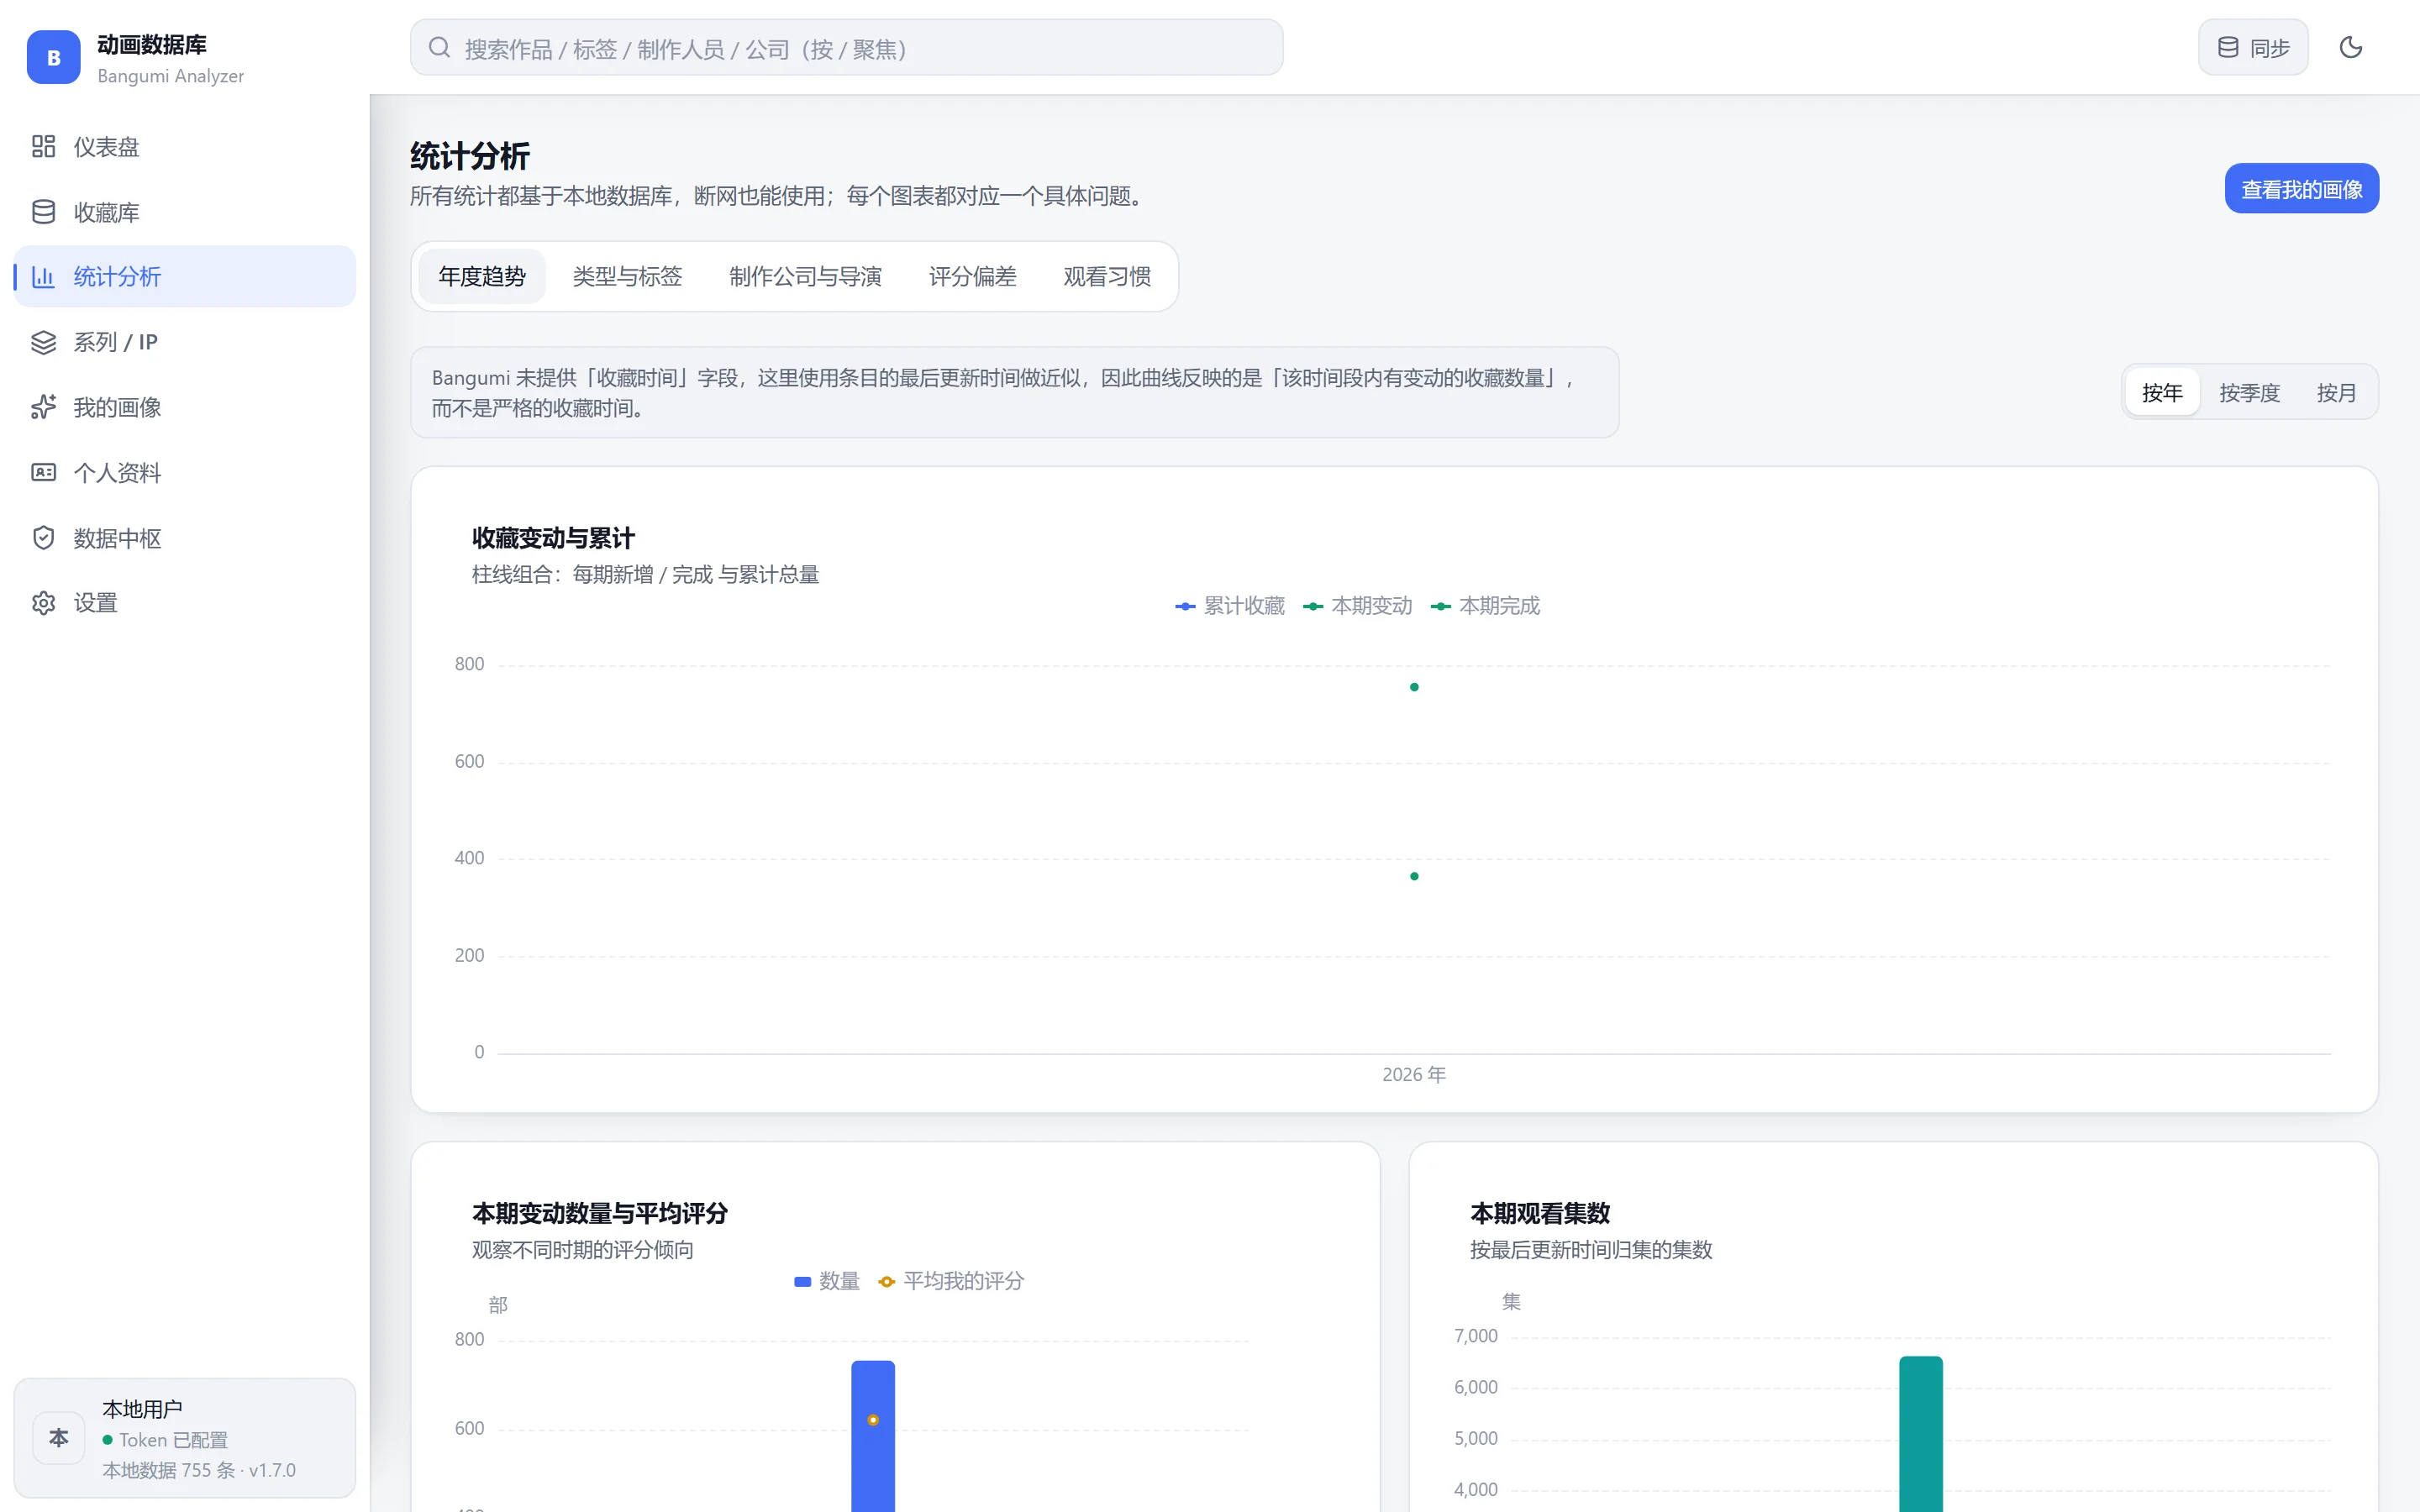 B
动画数据库
Bangumi Analyzer
搜索作品 / 标签 / 制作人员 / 公司（按 / 聚焦）
同步
仪表盘
收藏库
统计分析
系列 / IP
我的画像
个人资料
数据中枢
设置
本
本地用户
Token 已配置
本地数据 755 条 · v1.7.0
统计分析
所有统计都基于本地数据库，断网也能使用；每个图表都对应一个具体问题。
查看我的画像
年度趋势 类型与标签 制作公司与导演 评分偏差 观看习惯
Bangumi 未提供「收藏时间」字段，这里使用条目的最后更新时间做近似，因此曲线反映的是「该时间段内有变动的收藏数量」，
而不是严格的收藏时间。
按年 按季度 按月
收藏变动与累计
柱线组合：每期新增 / 完成 与累计总量
累计收藏 本期变动 本期完成
800
600
400
200
0
2026 年
本期变动数量与平均评分
观察不同时期的评分倾向
数量 平均我的评分
部
800
600
本期观看集数
按最后更新时间归集的集数
集
7,000
6,000
5,000
4,000